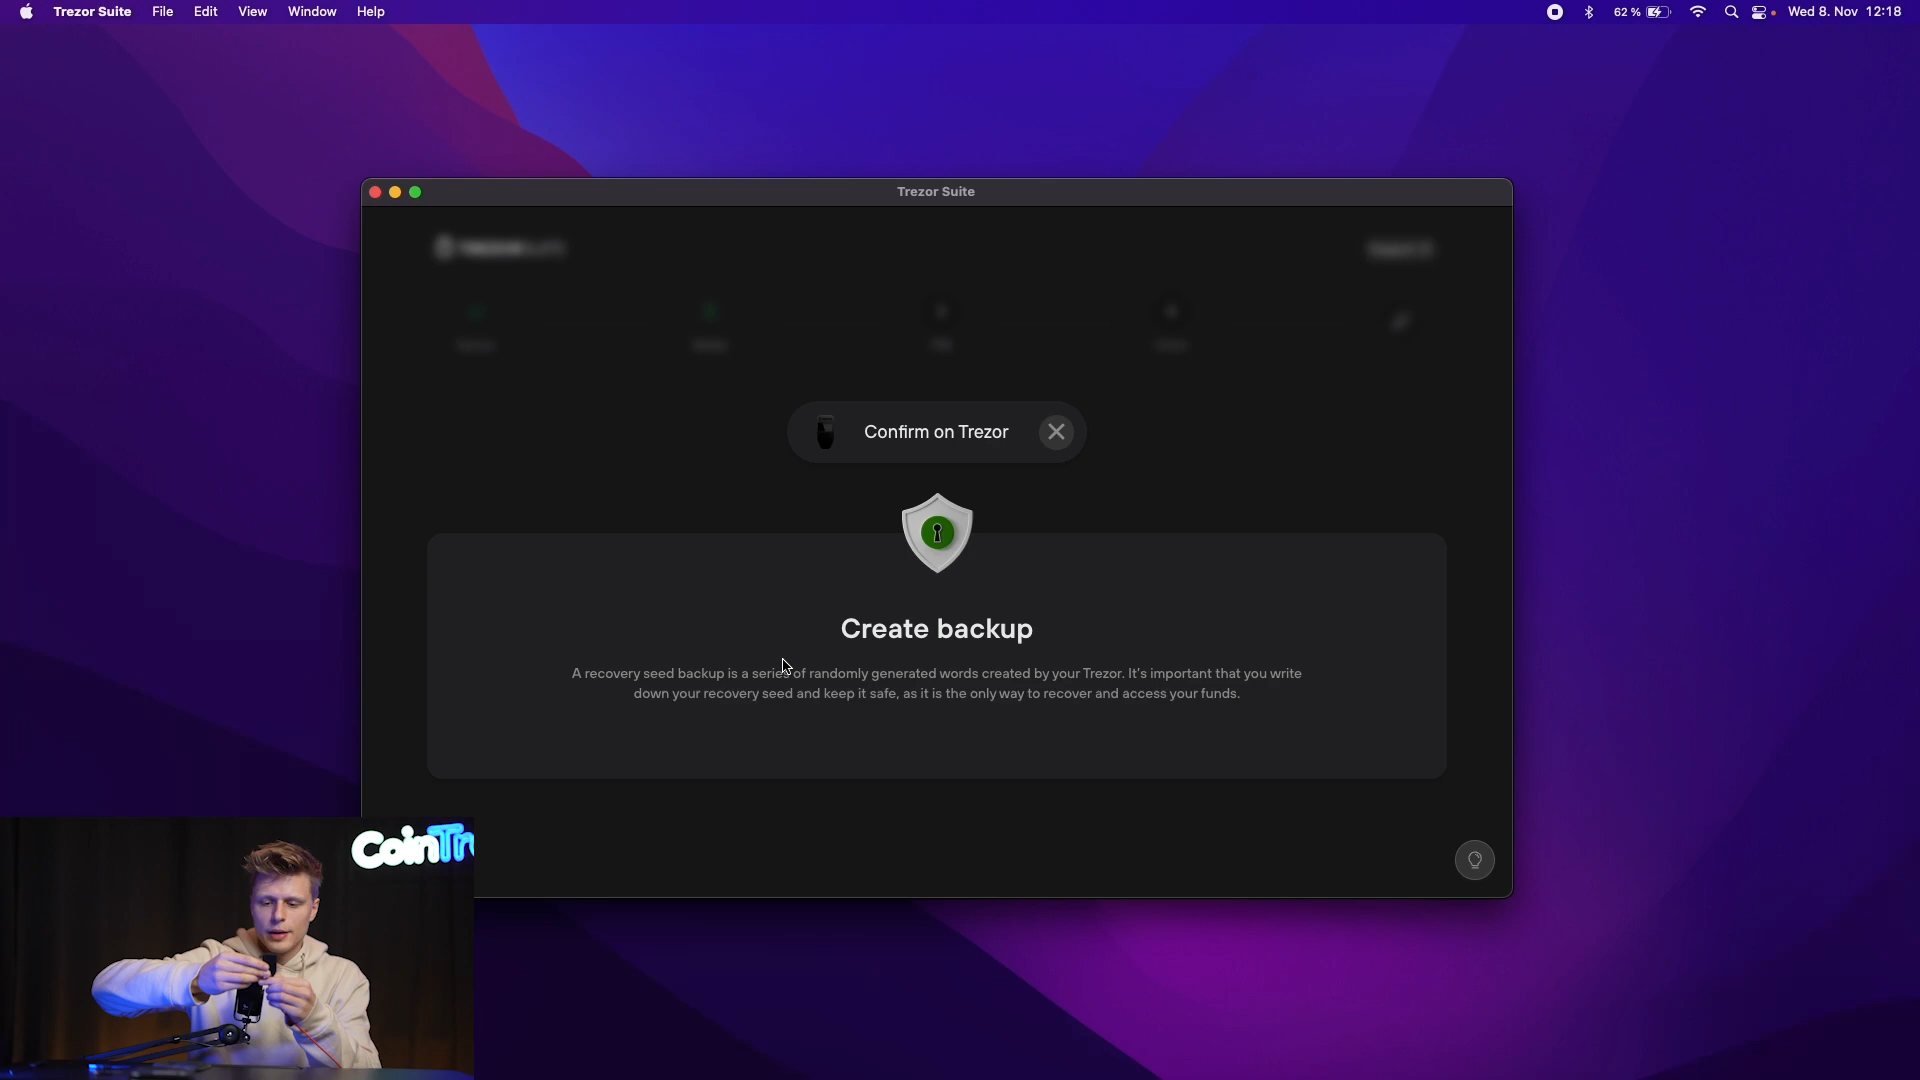 Trezor Suite File Edit View Window Help
62 % Wed 8. Nov 12:18
Trezor Suite
Confirm on Trezor
Create backup
A recovery seed backup is a series of randomly generated words created by your Trezor. It's important that you write
down your recovery seed and keep it safe, as it is the only way to recover and access your funds.
CoinTr